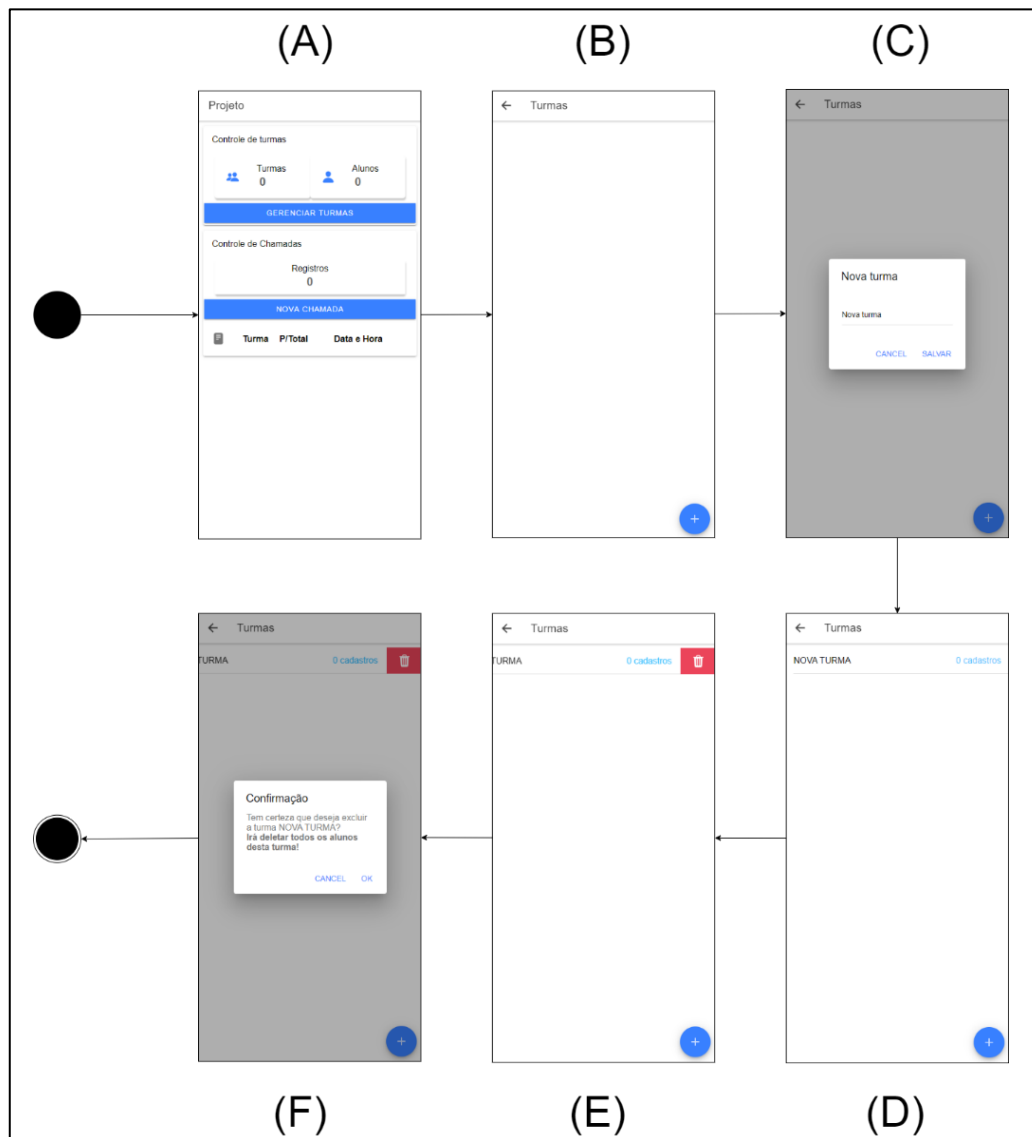 (A)
(B)
(C)
Projeto
Controle de turmas
Turmas
0
Alunos
0
GERENCIAR TURMAS
Controle de Chamadas
Registros
0
NOVA CHAMADA
Turma P/Total Data e Hora
← Turmas
+
← Turmas
Nova turma
Nova turma
CANCEL SALVAR
+
← Turmas
TURMA 0 cadastros
Confirmação
Tem certeza que deseja excluir
a turma NOVA TURMA?
Irá deletar todos os alunos
desta turma!
CANCEL OK
+
← Turmas
TURMA 0 cadastros
+
← Turmas
NOVA TURMA 0 cadastros
+
(F)
(E)
(D)